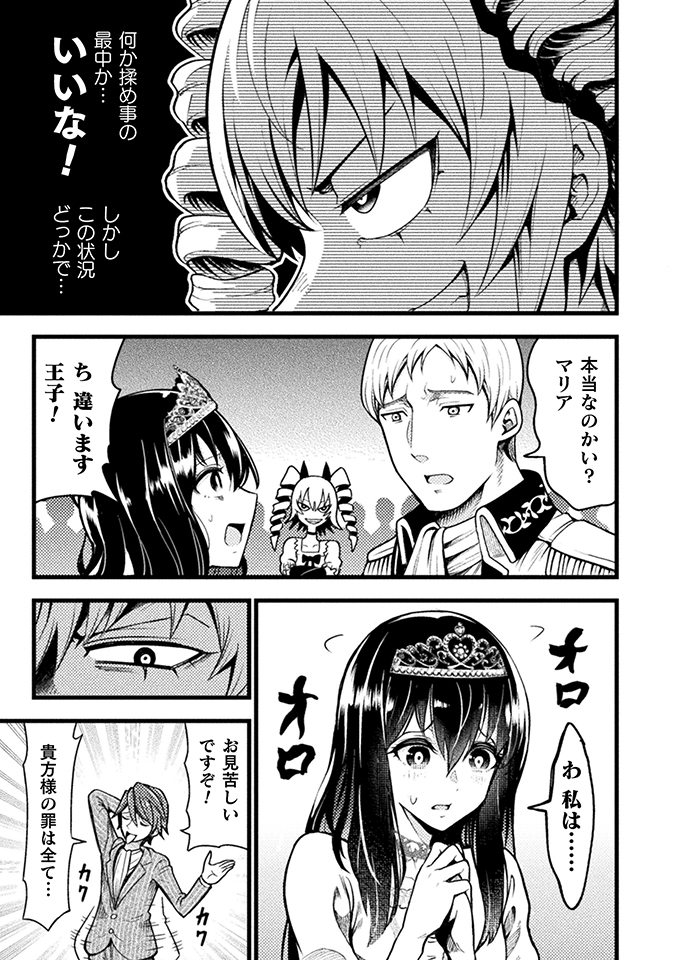 何か揉め事の
最中か…
いいな！
しかし
この状況
どっかで…
本当なのかい？
マリア
ち 違います
王子！
オロ
わ 私は……
オロ
お見苦しい
ですぞ！
貴方様の罪は全て…
カク
カク